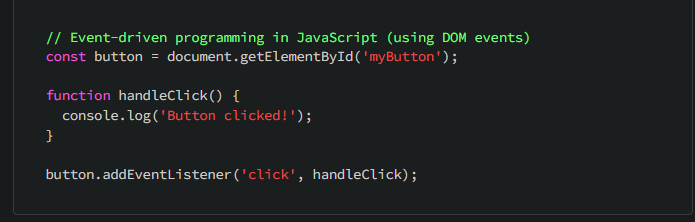 // Event-driven programming in JavaScript (using DOM events)
const button = document.getElementById('myButton');
function handleClick() {
  console.log('Button clicked!');
}
button.addEventListener('click', handleClick);